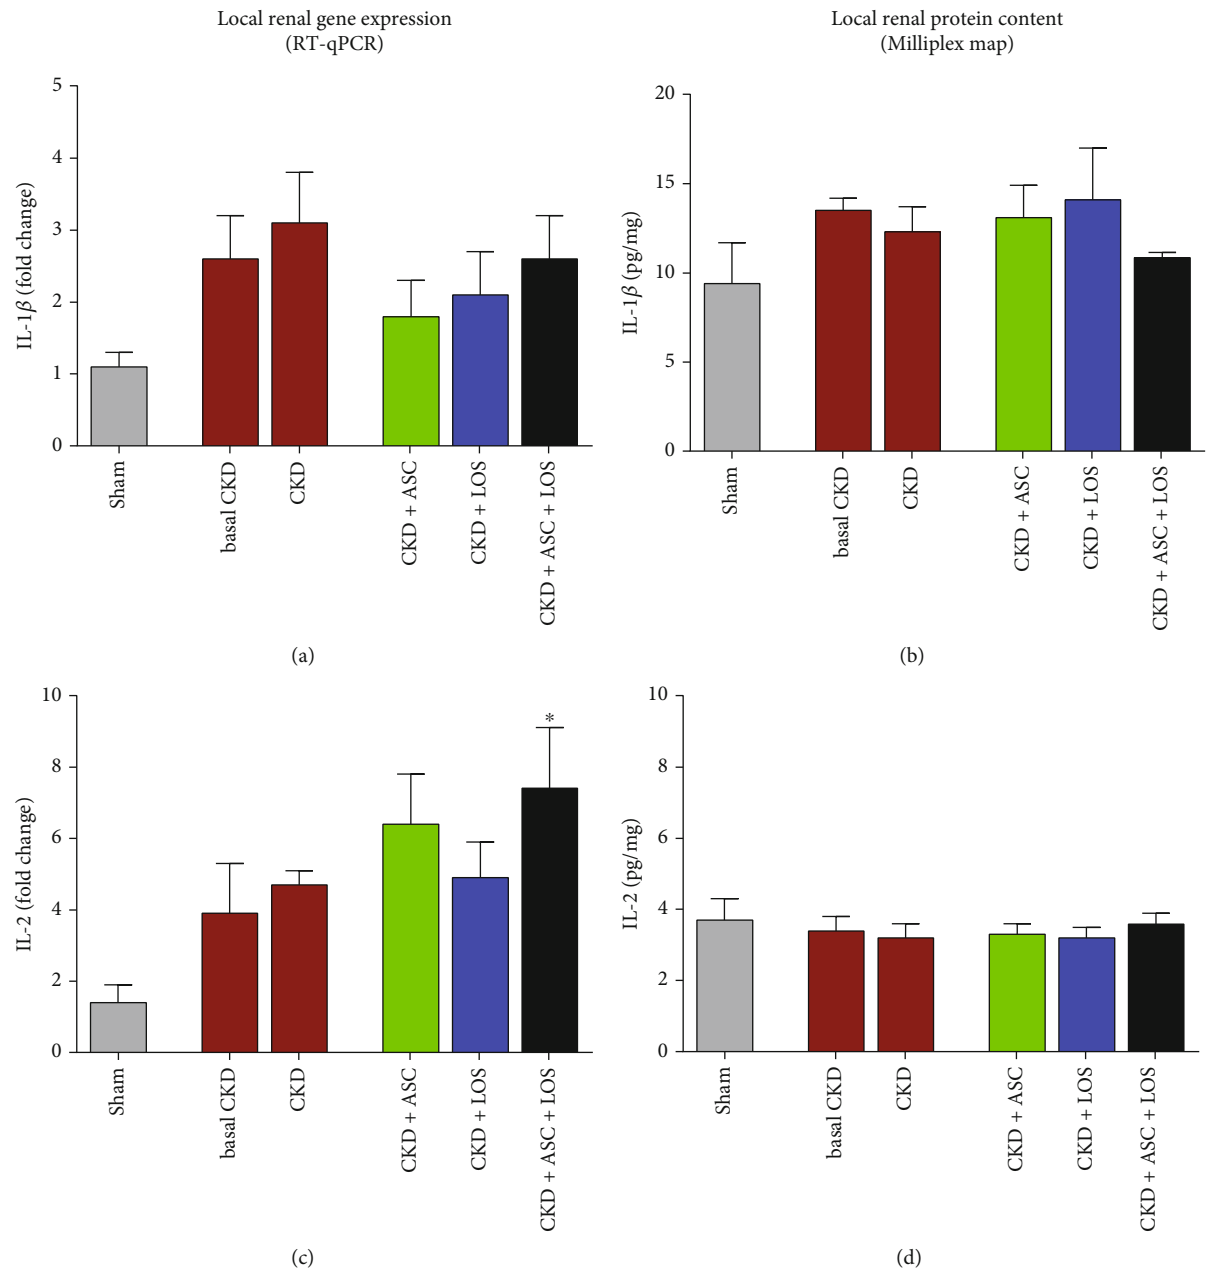 Local renal gene expression
(RT-qPCR)
Local renal protein content
(Milliplex map)
IL-1β (fold change)
5
4
3
2
1
0
Sham
basal CKD
CKD
CKD + ASC
CKD + LOS
CKD + ASC + LOS
(a)
IL-1β (pg/mg)
20
15
10
5
0
Sham
basal CKD
CKD
CKD + ASC
CKD + LOS
CKD + ASC + LOS
(b)
IL-2 (fold change)
10
8
6
4
2
0
*
Sham
basal CKD
CKD
CKD + ASC
CKD + LOS
CKD + ASC + LOS
(c)
IL-2 (pg/mg)
10
8
6
4
2
0
Sham
basal CKD
CKD
CKD + ASC
CKD + LOS
CKD + ASC + LOS
(d)